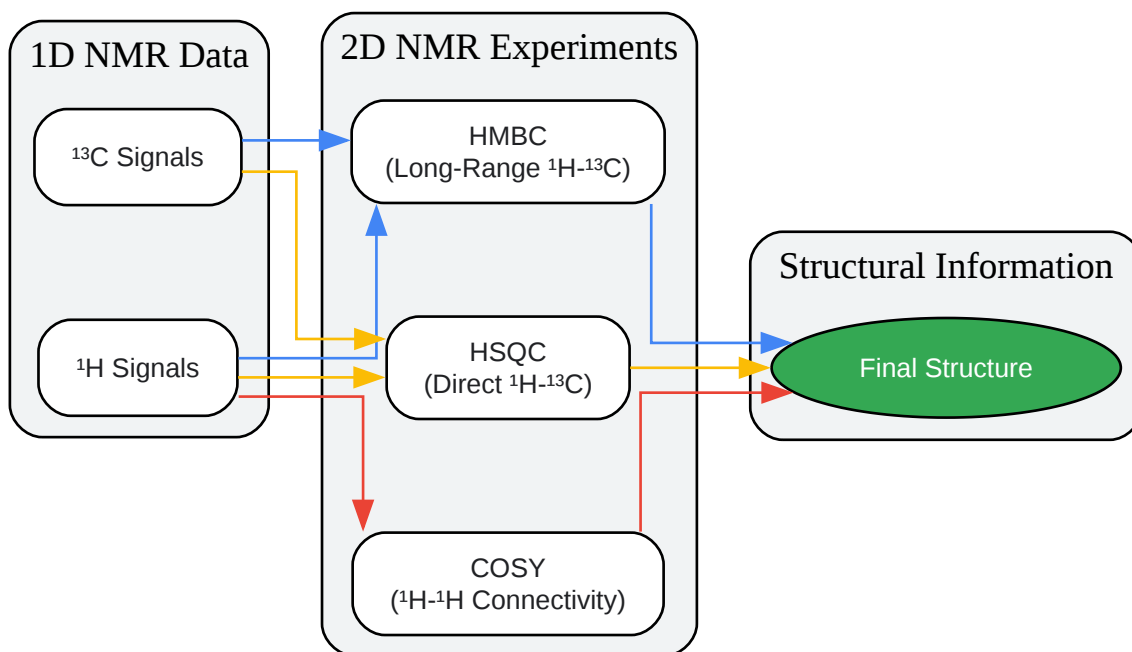 1D NMR Data
¹³C Signals
¹H Signals
2D NMR Experiments
HMBC
(Long-Range ¹H-¹³C)
HSQC
(Direct ¹H-¹³C)
COSY
(¹H-¹H Connectivity)
Structural Information
Final Structure